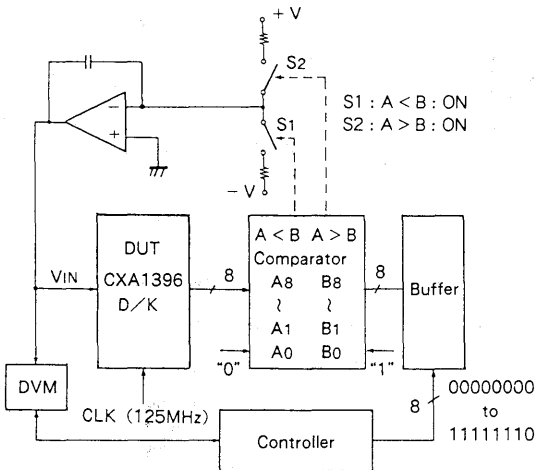 + V
S2
S1 : A < B : ON
S2 : A > B : ON
−
+
S1
− V
DUT
CXA1396
D/K
VIN
8
A < B A > B
Comparator
A8 B8
~ ~
A1 B1
A0 B0
"0"
"1"
8
Buffer
DVM
CLK (125MHz)
Controller
8
00000000
to
11111110